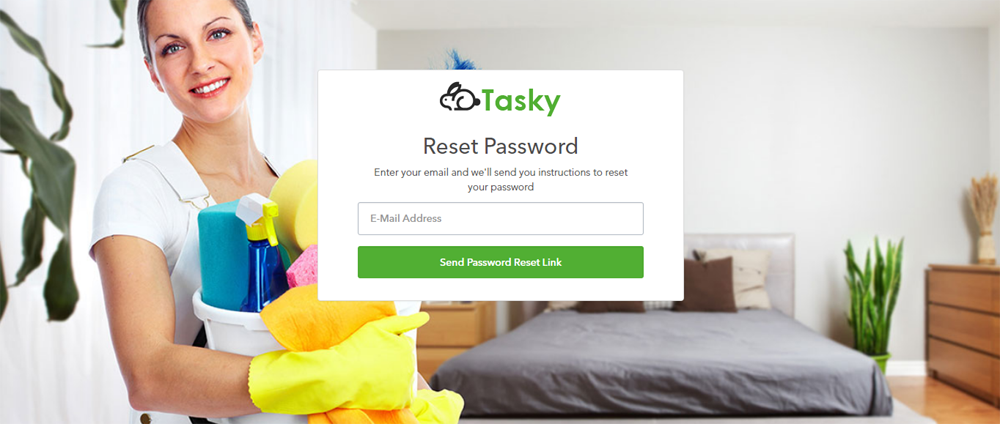 Tasky
Reset Password
Enter your email and we'll send you instructions to reset
your password
E-Mail Address
Send Password Reset Link